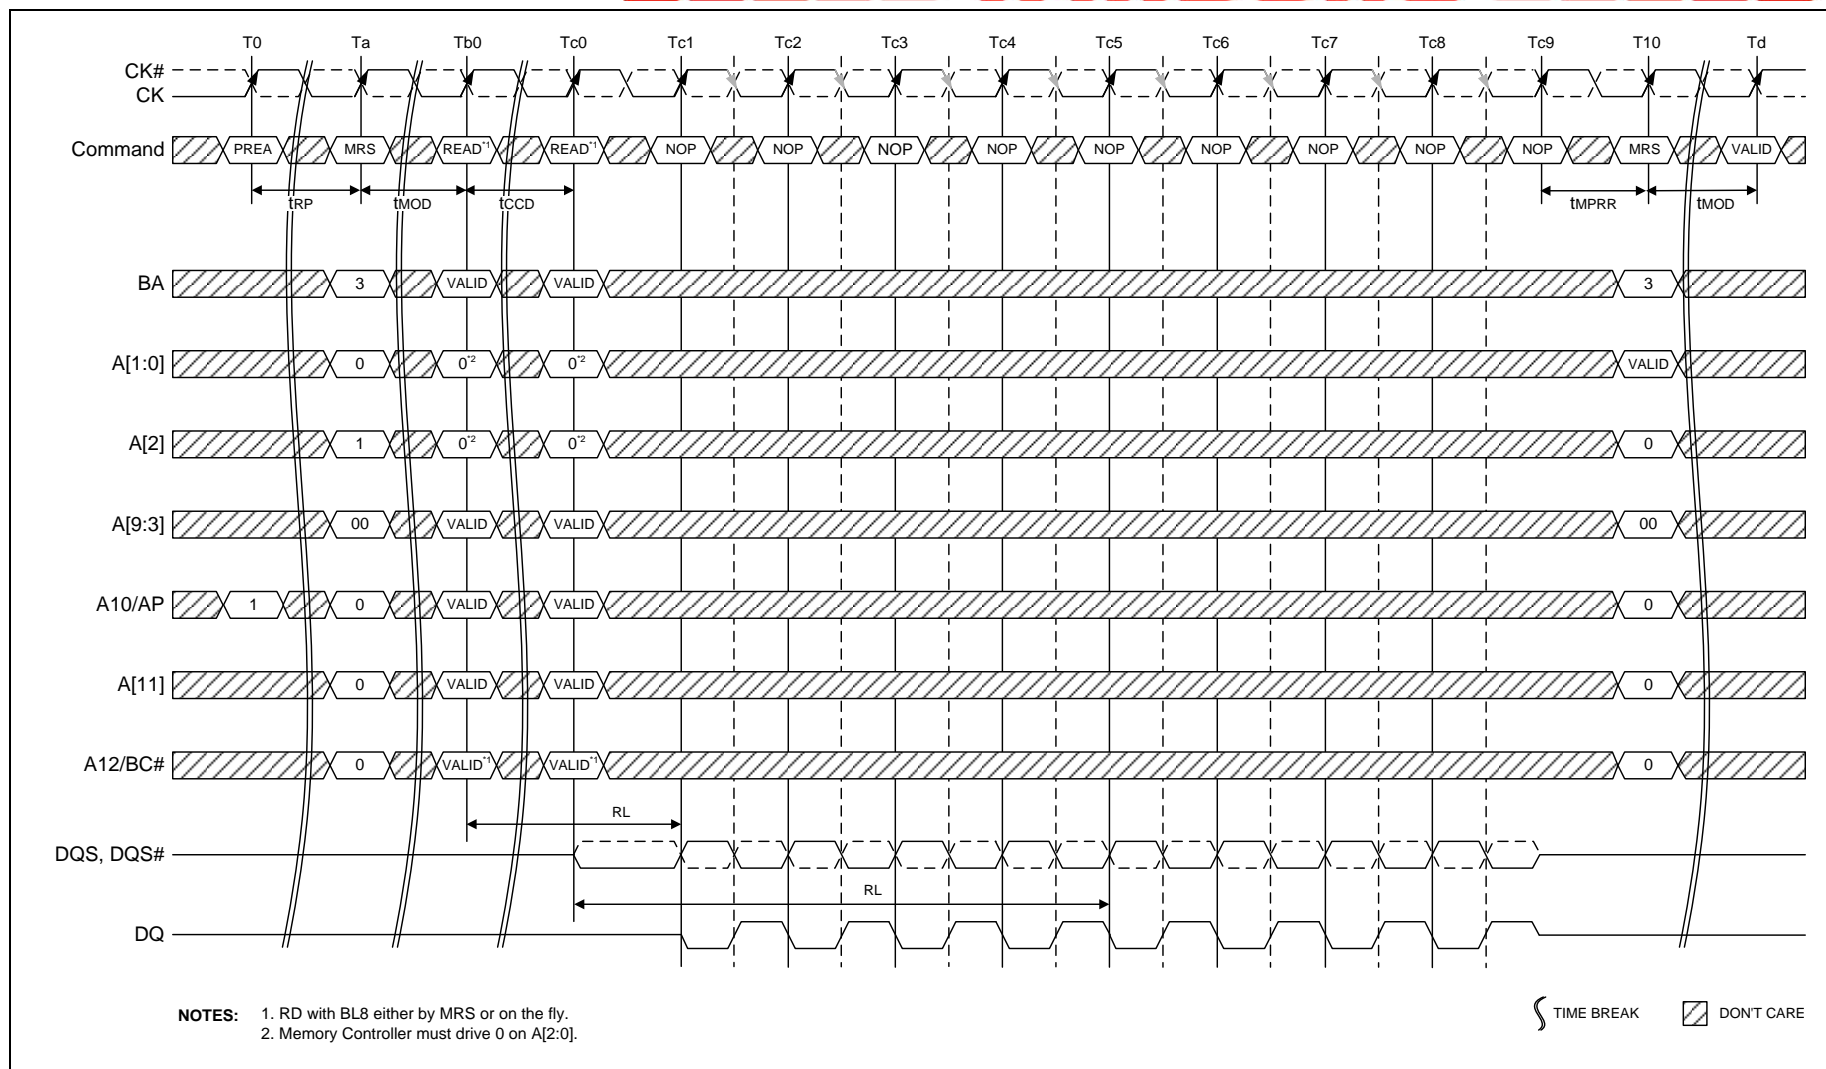 T0 Ta Tb0 Tc0 Tc1 Tc2 Tc3 Tc4 Tc5 Tc6 Tc7 Tc8 Tc9 T10 Td
CK#
CK
Command PREA MRS READ*1 READ*1 NOP NOP NOP NOP NOP NOP NOP NOP NOP MRS VALID
tRP tMOD tCCD tMPRR tMOD
BA 3 VALID VALID 3
A[1:0] 0 0*2 0*2 VALID
A[2] 1 0*2 0*2 0
A[9:3] 00 VALID VALID 00
A10/AP 1 0 VALID VALID 0
A[11] 0 VALID VALID 0
A12/BC# 0 VALID*1 VALID*1 0
RL
DQS, DQS#
RL
DQ
NOTES: 1. RD with BL8 either by MRS or on the fly.
2. Memory Controller must drive 0 on A[2:0].
TIME BREAK DON'T CARE